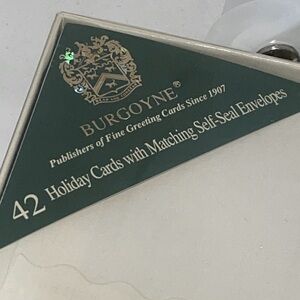 BURGOYNE®
Publishers of Fine Greeting Cards Since 1907
42 Holiday Cards with Matching Self-Seal Envelopes